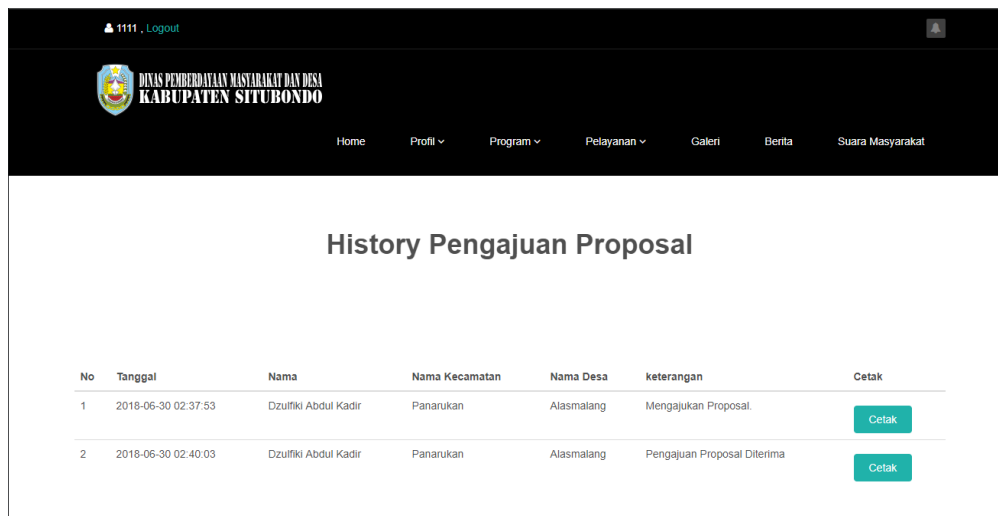 1111 , Logout
DINAS PEMBERDAYAAN MASYARAKAT DAN DESA
KABUPATEN SITUBONDO
Home Profil Program Pelayanan Galeri Berita Suara Masyarakat
History Pengajuan Proposal
No Tanggal Nama Nama Kecamatan Nama Desa keterangan Cetak
1 2018-06-30 02:37:53 Dzulfiki Abdul Kadir Panarukan Alasmalang Mengajukan Proposal. Cetak
2 2018-06-30 02:40:03 Dzulfiki Abdul Kadir Panarukan Alasmalang Pengajuan Proposal Diterima Cetak